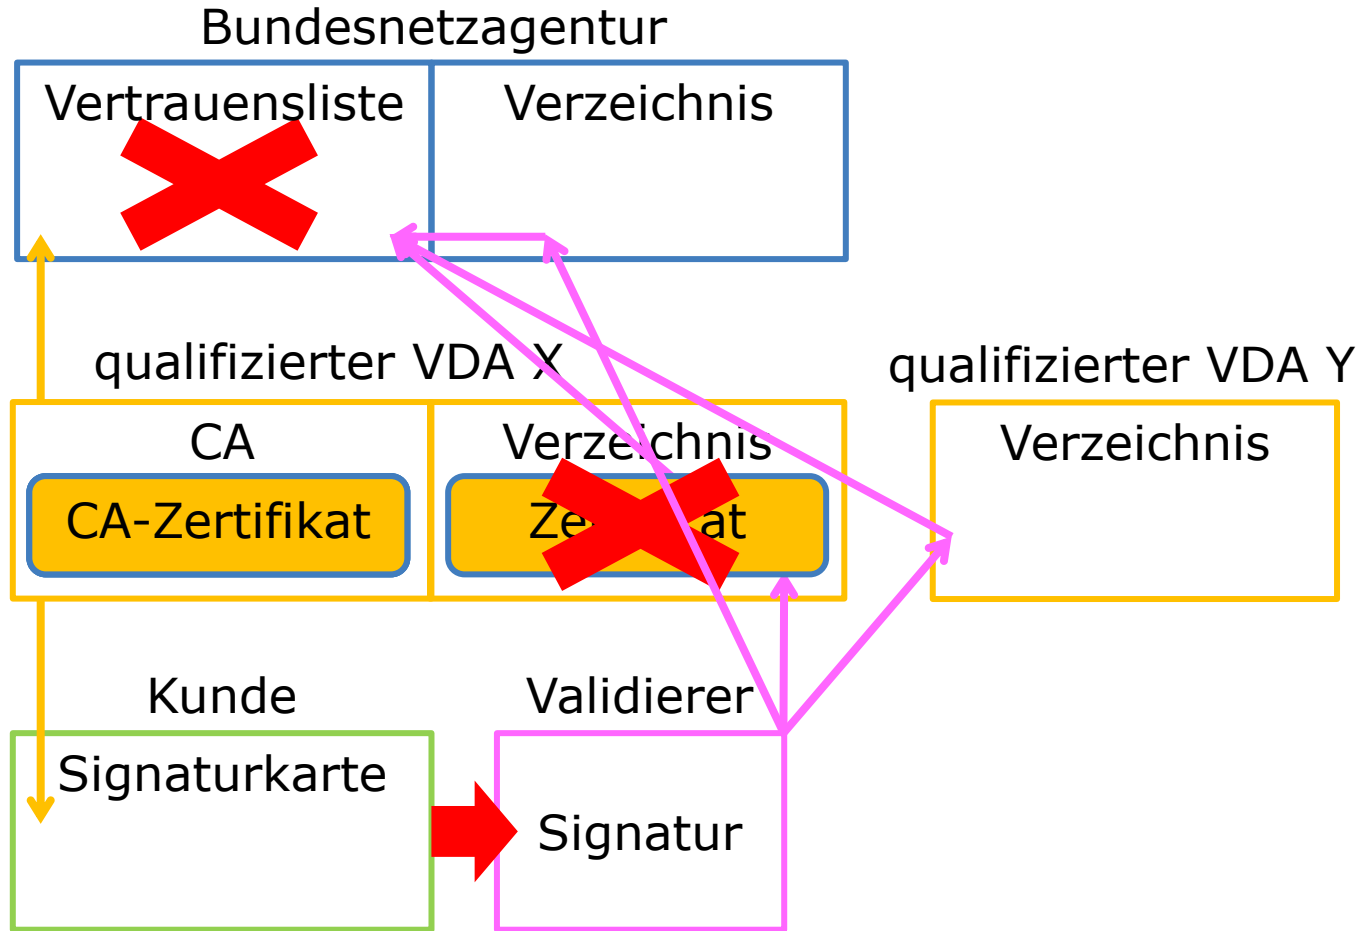 Bundesnetzagentur
Vertrauensliste
Verzeichnis
qualifizierter VDA X
qualifizierter VDA Y
CA
Verzeichnis
Verzeichnis
CA-Zertifikat
Kunde
Validierer
Signaturkarte
Signatur